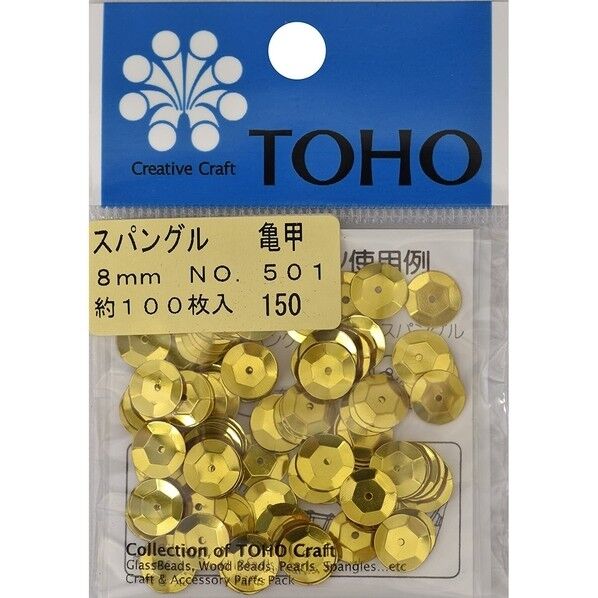 Creative Craft
TOHO
スパングル 亀甲
8mm NO. 501
約100枚入 150
使用例
スパングル
Collection of TOHO Craft
GlassBeads, Wood Beads, Pearls, Spangles...etc
Craft & Accessory Parts Pack